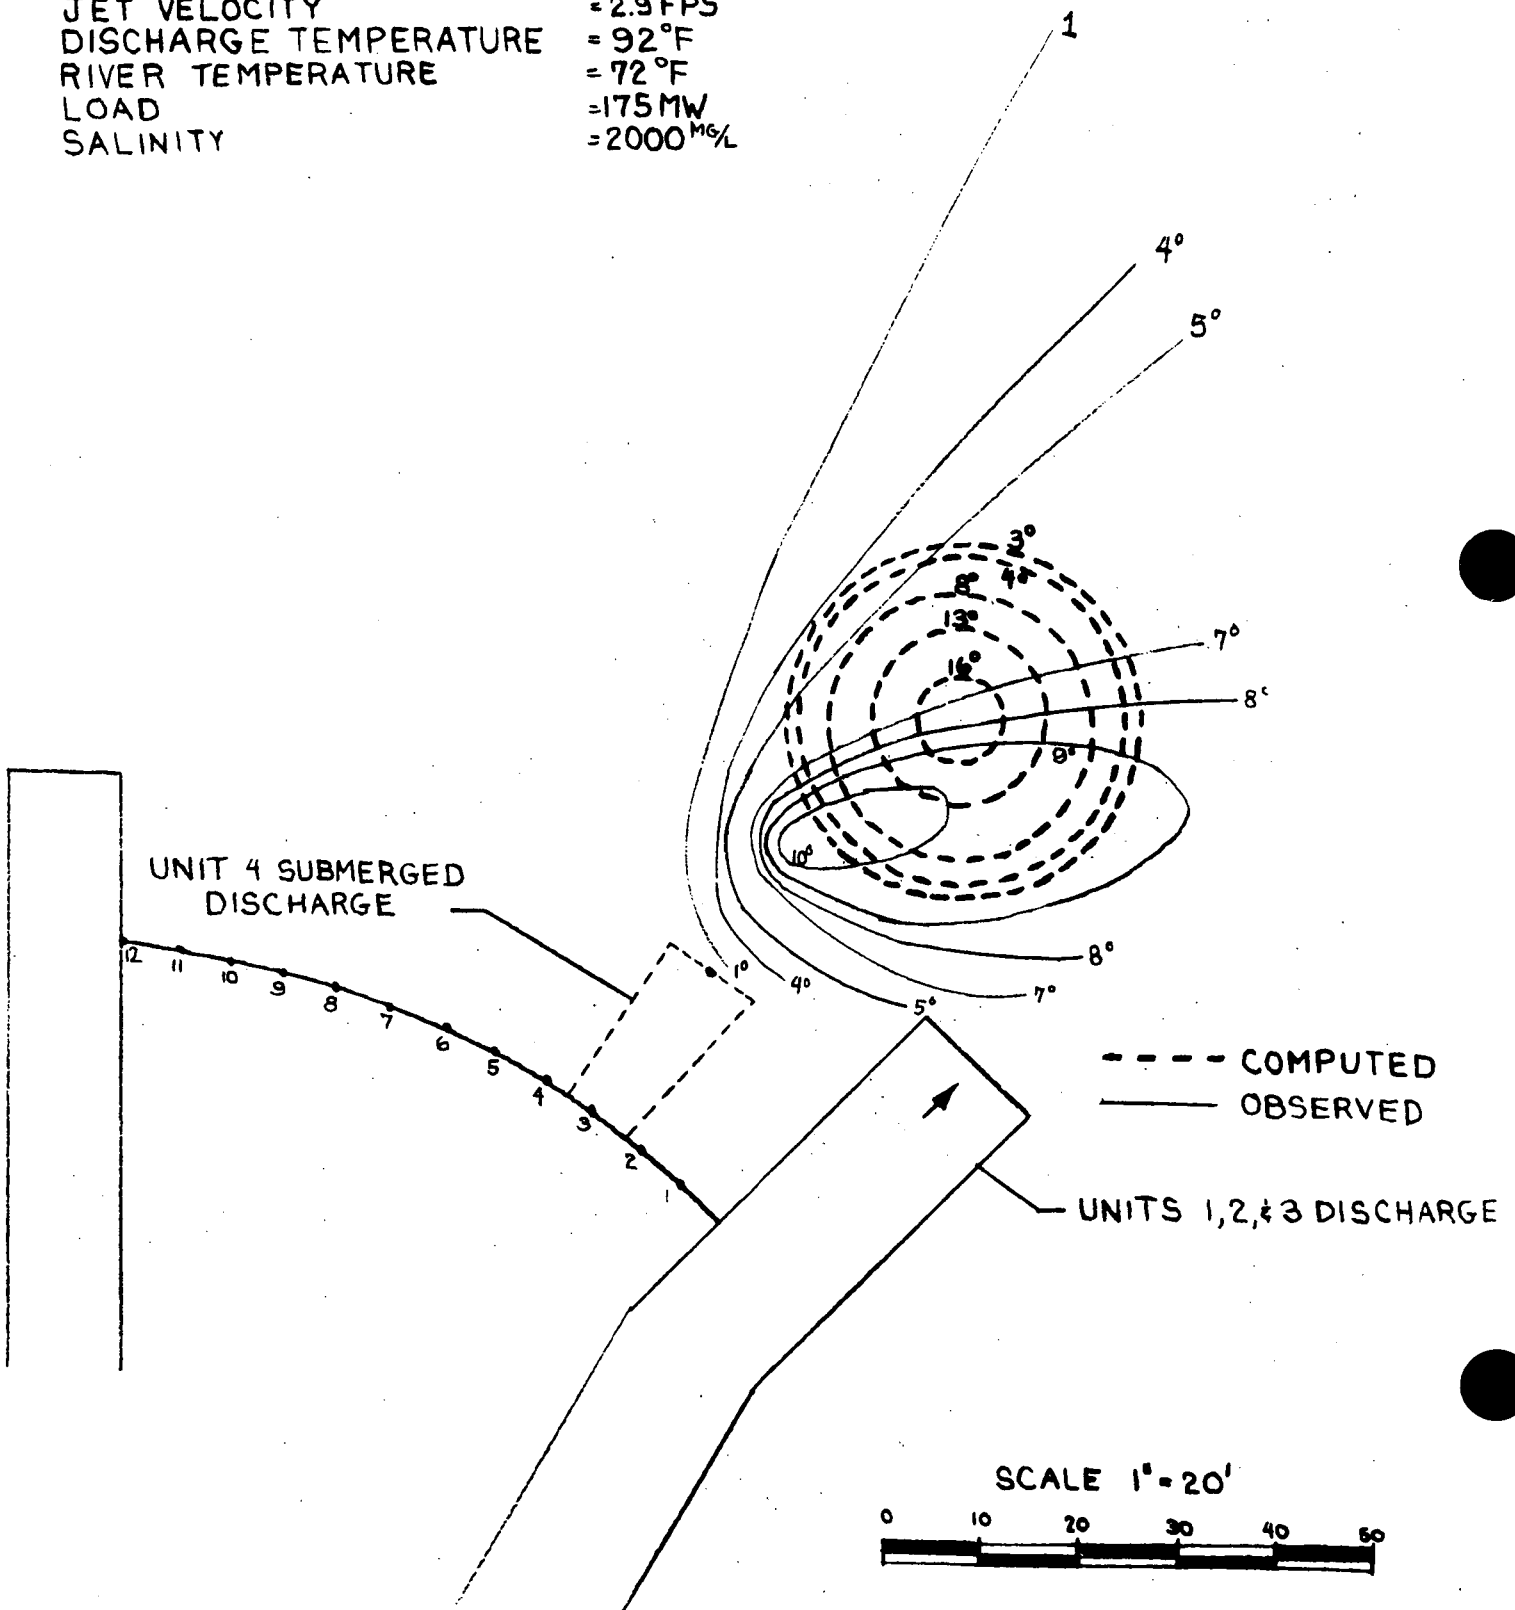 JET VELOCITY = 2.9 FPS
DISCHARGE TEMPERATURE = 92°F
RIVER TEMPERATURE = 72°F
LOAD = 175 MW
SALINITY = 2000 MG/L
1
4°
5°
3°
4°
8°
13°
16°
7°
8°
9°
10°
UNIT 4 SUBMERGED
DISCHARGE
12 11 10 9 8 7 6 5 4 3 2 1
1°
4°
5°
7°
8°
COMPUTED
OBSERVED
UNITS 1,2,& 3 DISCHARGE
SCALE 1" = 20'
0 10 20 30 40 50